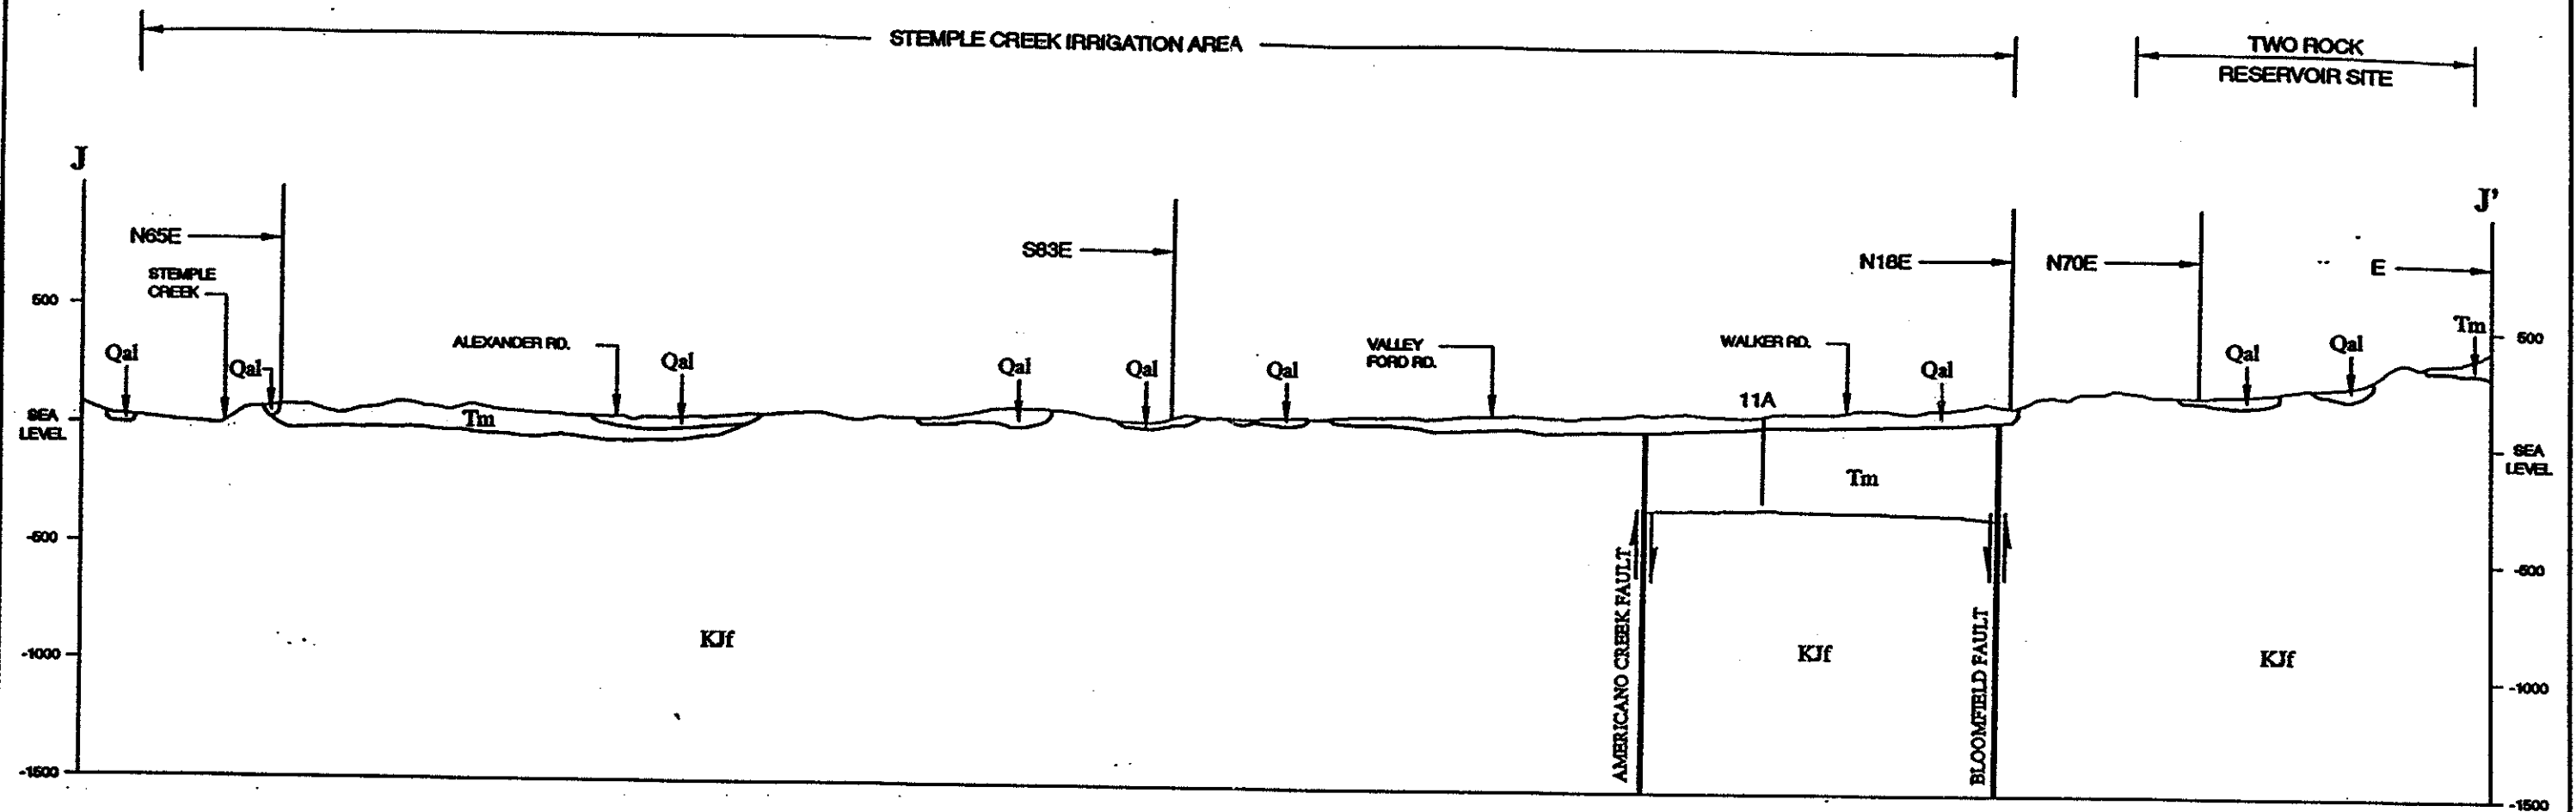 STEMPLE CREEK IRRIGATION AREA
TWO ROCK
RESERVOIR SITE
J
J'
N65E
S83E
N18E
N70E
E
STEMPLE
CREEK
500
Qal
Qal
ALEXANDER RD.
Qal
Qal
Qal
Qal
VALLEY
FORD RD.
WALKER RD.
Qal
Qal
Qal
Tm
500
SEA
LEVEL
Tm
11A
SEA
LEVEL
Tm
-500
-500
AMERICANO CREEK FAULT
BLOOMFIELD FAULT
KJf
KJf
KJf
-1000
-1000
-1500
-1500